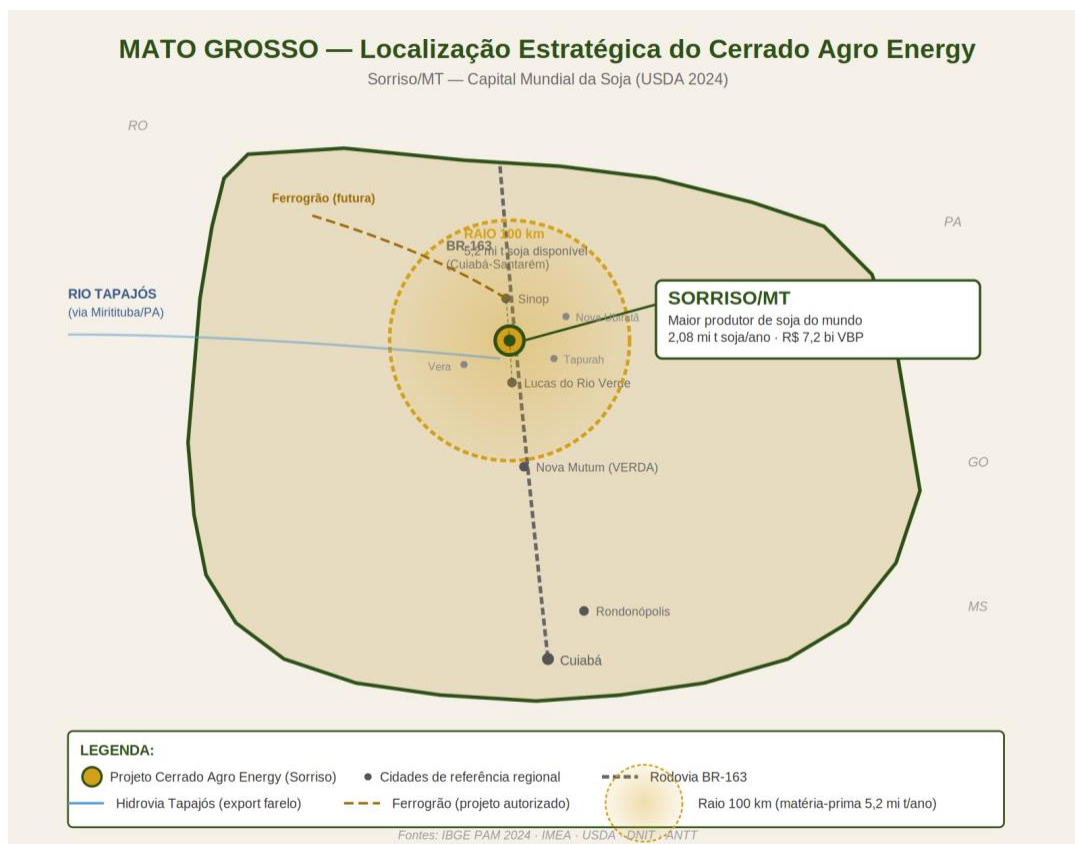 MATO GROSSO — Localização Estratégica do Cerrado Agro Energy
Sorriso/MT — Capital Mundial da Soja (USDA 2024)
RO
Ferrogrão (futura)
PA
RAIO 100 km
BR-163
5,2 mi t soja disponível
(Cuiabá-Santarém)
RIO TAPAJÓS
(via Miritituba/PA)
Sinop
Nova Ubiratã
SORRISO/MT
Maior produtor de soja do mundo
2,08 mi t soja/ano · R$ 7,2 bi VBP
Vera
Tapurah
Lucas do Rio Verde
Nova Mutum (VERDA)
GO
Rondonópolis
MS
Cuiabá
LEGENDA:
Projeto Cerrado Agro Energy (Sorriso)
Cidades de referência regional
Rodovia BR-163
Hidrovia Tapajós (export farelo)
Ferrogrão (projeto autorizado)
Raio 100 km (matéria-prima 5,2 mi t/ano)
Fontes: IBGE PAM 2024 · IMEA · USDA · DNIT · ANTT